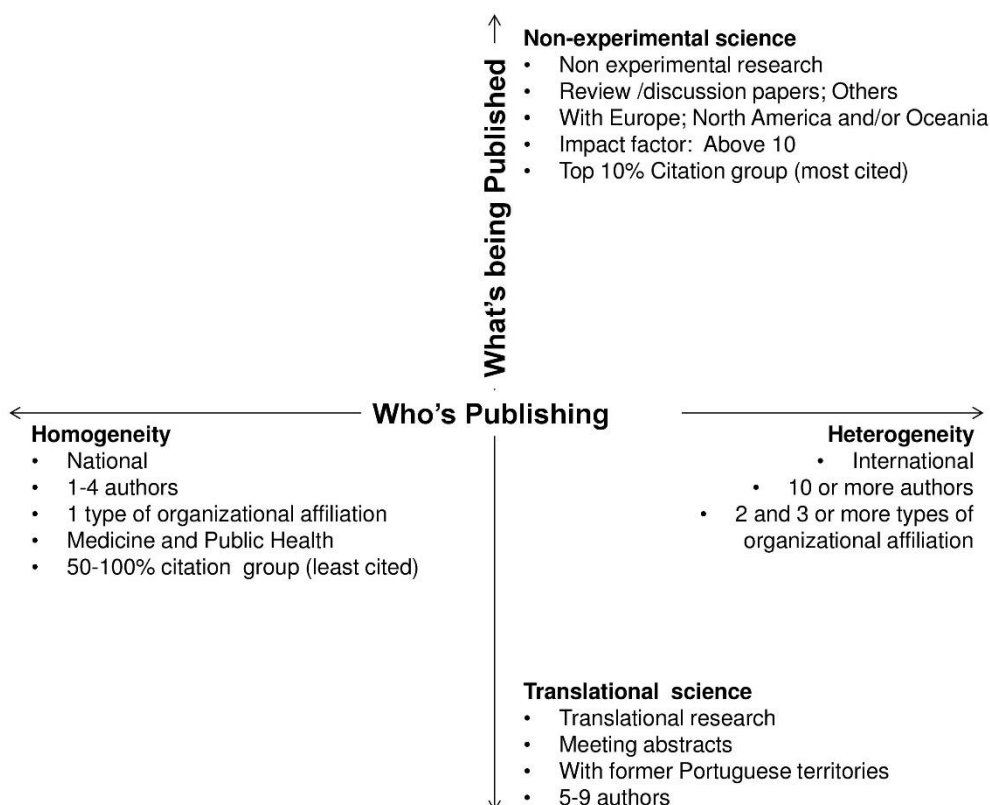 What's being Published
Non-experimental science
• Non experimental research
• Review /discussion papers; Others
• With Europe; North America and/or Oceania
• Impact factor: Above 10
• Top 10% Citation group (most cited)
Who's Publishing
Homogeneity
• National
• 1-4 authors
• 1 type of organizational affiliation
• Medicine and Public Health
• 50-100% citation group (least cited)
Heterogeneity
• International
• 10 or more authors
• 2 and 3 or more types of
organizational affiliation
Translational science
• Translational research
• Meeting abstracts
• With former Portuguese territories
• 5-9 authors